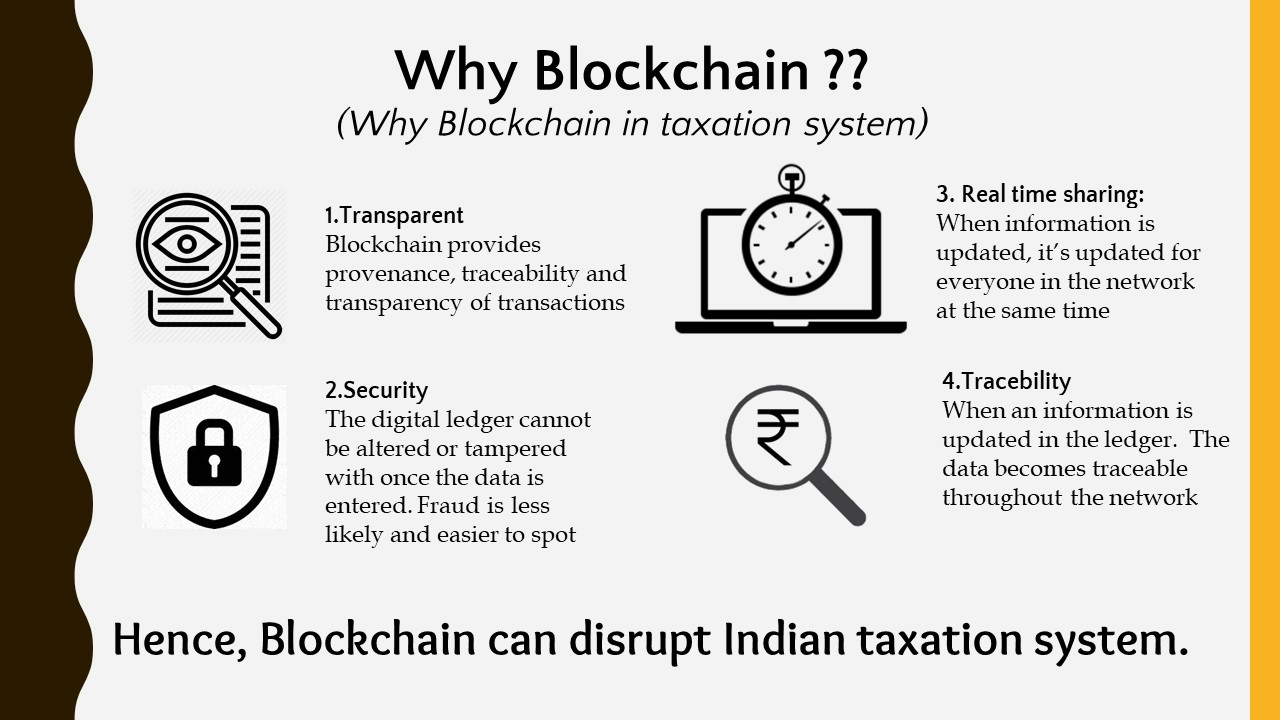 Why Blockchain ??
(Why Blockchain in taxation system)
1.Transparent
Blockchain provides
provenance, traceability and
transparency of transactions
2.Security
The digital ledger cannot
be altered or tampered
with once the data is
entered. Fraud is less
likely and easier to spot
3. Real time sharing:
When information is
updated, it’s updated for
everyone in the network
at the same time
₹
4.Tracebility
When an information is
updated in the ledger.  The
data becomes traceable
throughout the network
Hence, Blockchain can disrupt Indian taxation system.